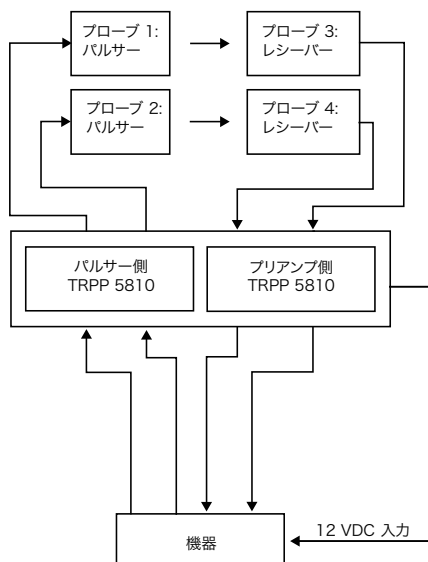 プローブ 1:
パルサー
プローブ 3:
レシーバー
プローブ 2:
パルサー
プローブ 4:
レシーバー
パルサー側
TRPP 5810
プリアンプ側
TRPP 5810
12 VDC 入力
機器